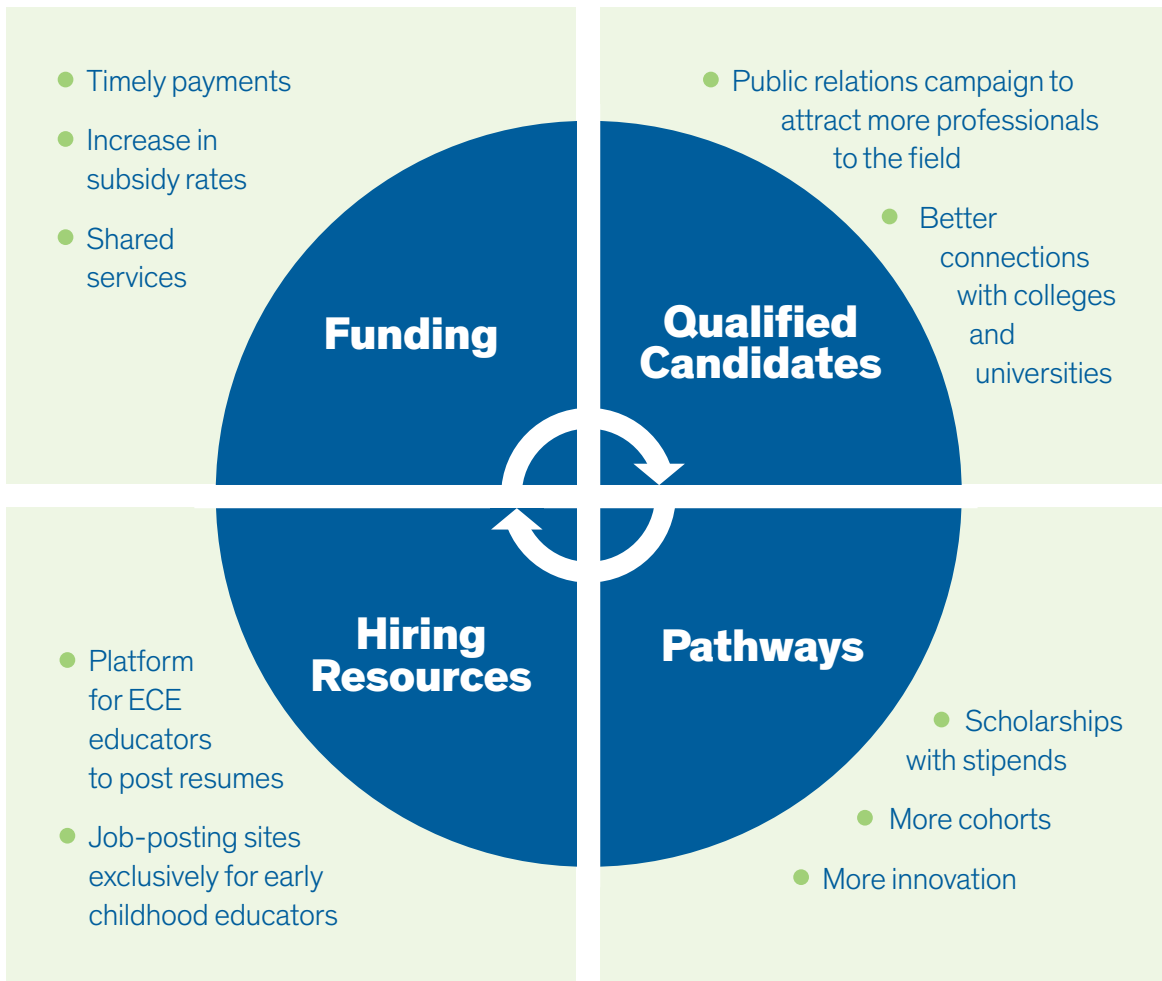 Timely payments
Increase in
subsidy rates
Shared
services
Funding
Public relations campaign to
attract more professionals
to the field
Better
connections
with colleges
and
universities
Qualified
Candidates
Hiring
Resources
Platform
for ECE
educators
to post resumes
Job-posting sites
exclusively for early
childhood educators
Pathways
Scholarships
with stipends
More cohorts
More innovation